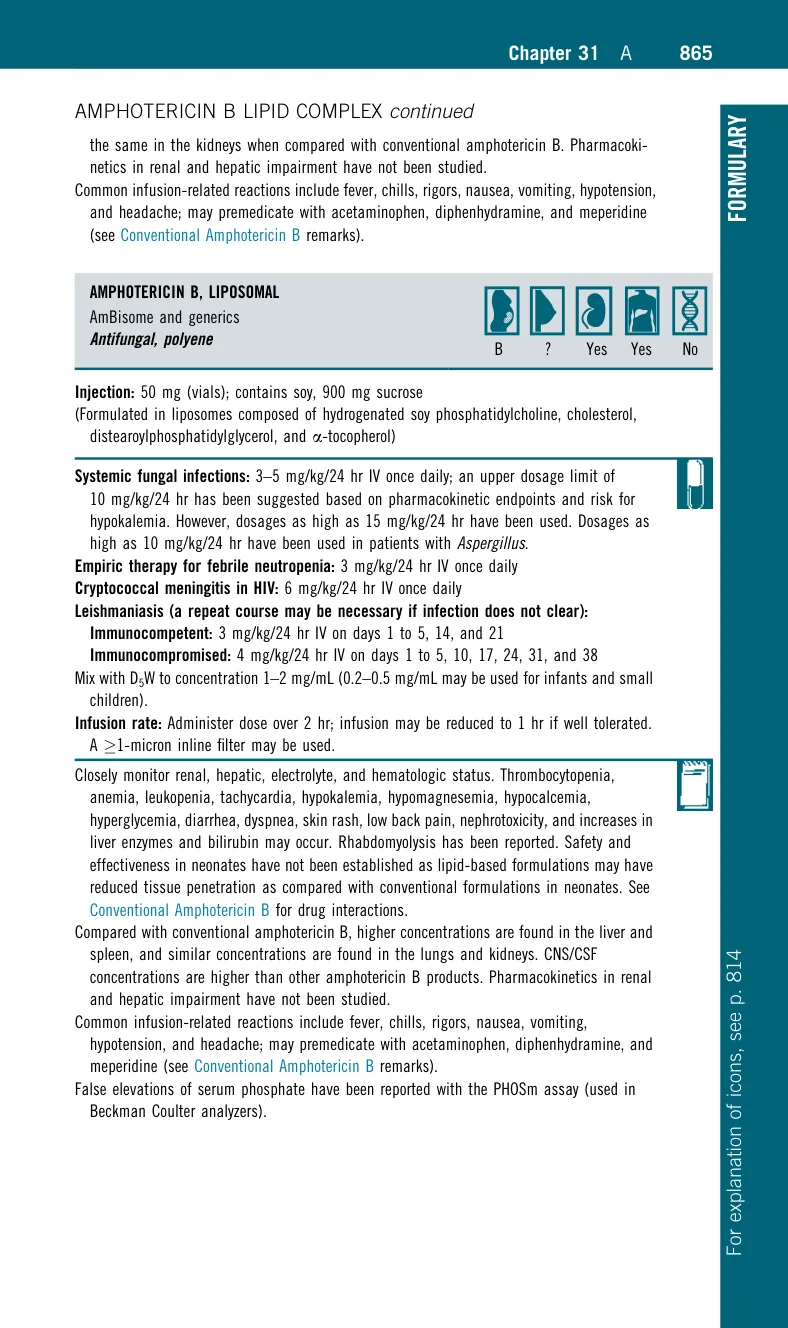 Chapter 31 A 865
AMPHOTERICIN B LIPID COMPLEX continued
the same in the kidneys when compared with conventional amphotericin B. Pharmacoki-
netics in renal and hepatic impairment have not been studied.
Common infusion-related reactions include fever, chills, rigors, nausea, vomiting, hypotension,
and headache; may premedicate with acetaminophen, diphenhydramine, and meperidine
(see Conventional Amphotericin B remarks).
AMPHOTERICIN B, LIPOSOMAL
AmBisome and generics
Antifungal, polyene
B ? Yes Yes No
Injection: 50 mg (vials); contains soy, 900 mg sucrose
(Formulated in liposomes composed of hydrogenated soy phosphatidylcholine, cholesterol,
distearoylphosphatidylglycerol, and α-tocopherol)
Systemic fungal infections: 3–5 mg/kg/24 hr IV once daily; an upper dosage limit of
10 mg/kg/24 hr has been suggested based on pharmacokinetic endpoints and risk for
hypokalemia. However, dosages as high as 15 mg/kg/24 hr have been used. Dosages as
high as 10 mg/kg/24 hr have been used in patients with Aspergillus.
Empiric therapy for febrile neutropenia: 3 mg/kg/24 hr IV once daily
Cryptococcal meningitis in HIV: 6 mg/kg/24 hr IV once daily
Leishmaniasis (a repeat course may be necessary if infection does not clear):
Immunocompetent: 3 mg/kg/24 hr IV on days 1 to 5, 14, and 21
Immunocompromised: 4 mg/kg/24 hr IV on days 1 to 5, 10, 17, 24, 31, and 38
Mix with D₅W to concentration 1–2 mg/mL (0.2–0.5 mg/mL may be used for infants and small
children).
Infusion rate: Administer dose over 2 hr; infusion may be reduced to 1 hr if well tolerated.
A ≥1-micron inline filter may be used.
Closely monitor renal, hepatic, electrolyte, and hematologic status. Thrombocytopenia,
anemia, leukopenia, tachycardia, hypokalemia, hypomagnesemia, hypocalcemia,
hyperglycemia, diarrhea, dyspnea, skin rash, low back pain, nephrotoxicity, and increases in
liver enzymes and bilirubin may occur. Rhabdomyolysis has been reported. Safety and
effectiveness in neonates have not been established as lipid-based formulations may have
reduced tissue penetration as compared with conventional formulations in neonates. See
Conventional Amphotericin B for drug interactions.
Compared with conventional amphotericin B, higher concentrations are found in the liver and
spleen, and similar concentrations are found in the lungs and kidneys. CNS/CSF
concentrations are higher than other amphotericin B products. Pharmacokinetics in renal
and hepatic impairment have not been studied.
Common infusion-related reactions include fever, chills, rigors, nausea, vomiting,
hypotension, and headache; may premedicate with acetaminophen, diphenhydramine, and
meperidine (see Conventional Amphotericin B remarks).
False elevations of serum phosphate have been reported with the PHOSm assay (used in
Beckman Coulter analyzers).
FORMULARY
For explanation of icons, see p. 814